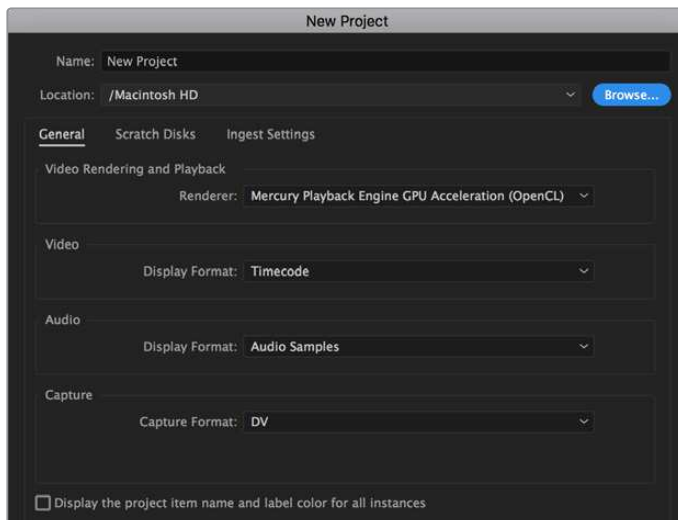 New Project
Name: New Project
Location: /Macintosh HD Browse...
General Scratch Disks Ingest Settings
Video Rendering and Playback
Renderer: Mercury Playback Engine GPU Acceleration (OpenCL)
Video
Display Format: Timecode
Audio
Display Format: Audio Samples
Capture
Capture Format: DV
Display the project item name and label color for all instances